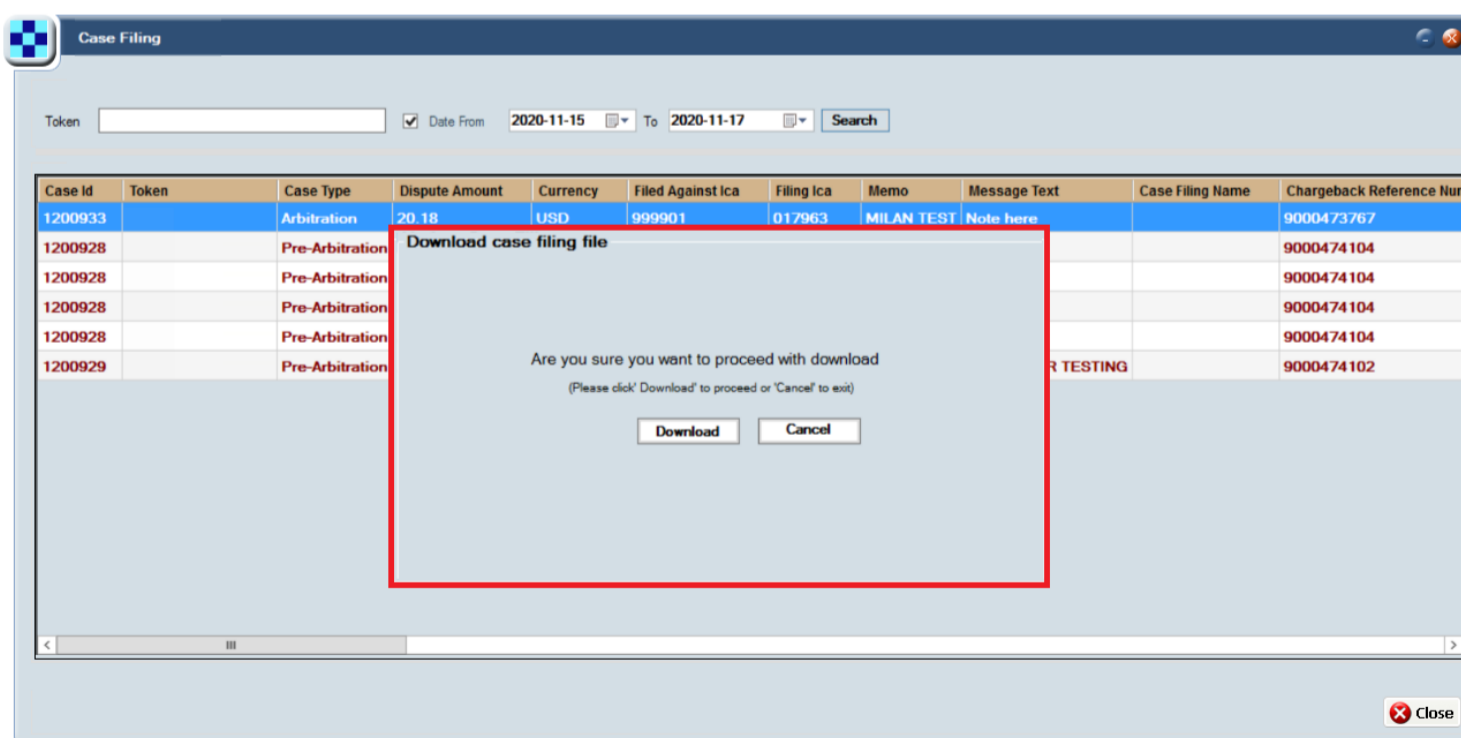 Case Filing
Token Date From 2020-11-15 To 2020-11-17 Search
Case Id Token Case Type Dispute Amount Currency Filed Against Ica Filing Ica Memo Message Text Case Filing Name Chargeback Reference Nur
1200933 Arbitration 20.18 USD 999901 017963 MILAN TEST Note here 9000473767
1200928 Pre-Arbitration 9000474104
1200928 Pre-Arbitration 9000474104
1200928 Pre-Arbitration 9000474104
1200928 Pre-Arbitration 9000474104
1200929 Pre-Arbitration R TESTING 9000474102
Download case filing file
Are you sure you want to proceed with download
(Please click' Download' to proceed or 'Cancel' to exit)
Download Cancel
Close